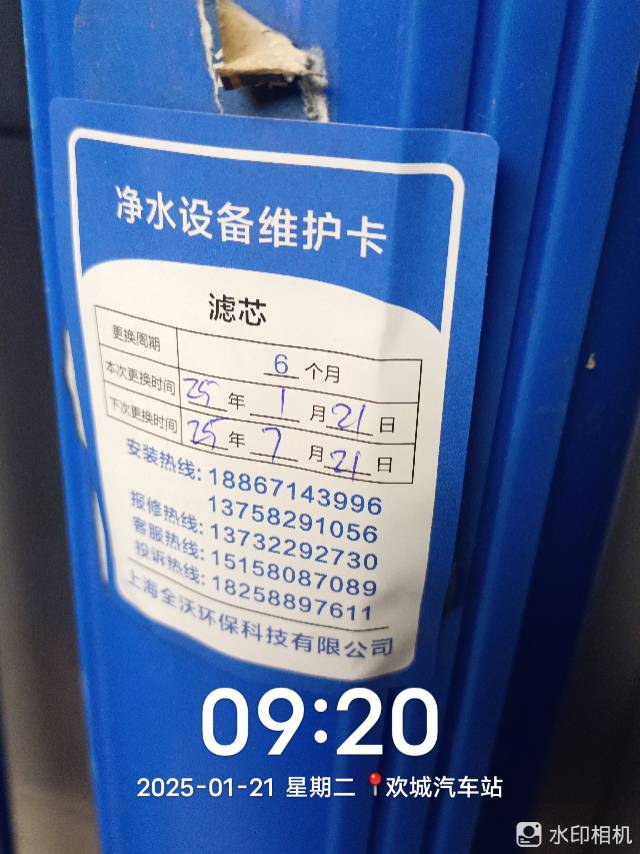 净水设备维护卡
滤芯
更换周期 6 个月
本次更换时间 25 年 1 月 21 日
下次更换时间 25 年 7 月 21 日
安装热线: 18867143996
13758291056
报修热线: 13732292730
客服热线: 15158087089
投诉热线: 18258897611
上海全沃环保科技有限公司
09:20
2025-01-21 星期二 欢城汽车站
水印相机